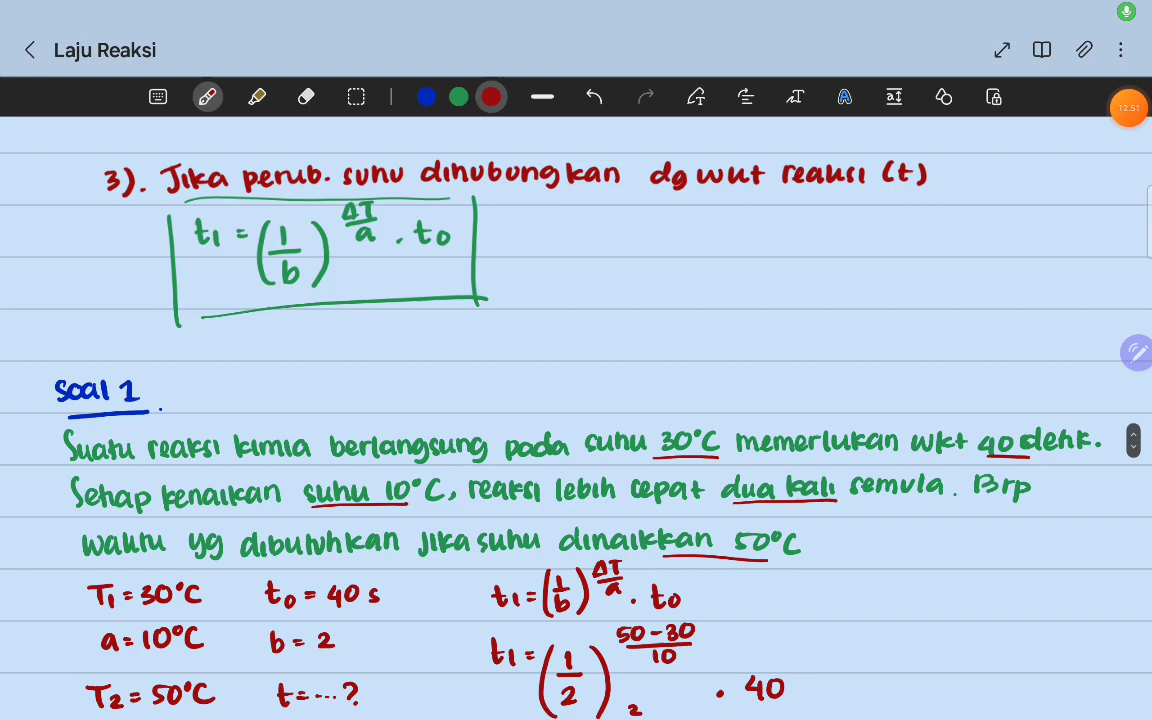 Laju Reaksi
12.51
3). Jika perub. suhu dihubungkan dg wkt reaksi (t)
t1 = (1/b)^(ΔT/a) . t0
Soal 1
Suatu reaksi kimia berlangsung pada suhu 30°C memerlukan wkt 40 detik.
Setiap kenaikan suhu 10°C, reaksi lebih cepat dua kali semula. Brp
waktu yg dibutuhkan jika suhu dinaikkan 50°C
T1 = 30°C t0 = 40 s t1 = (1/b)^(ΔT/a) . t0
a = 10°C b = 2 t1 = (1/2)^((50-30)/10) . 40
T2 = 50°C t = ...?
2